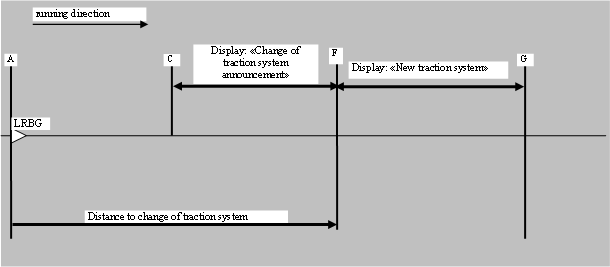 running direction
Display: «Change of
traction system
announcement»
A
C
F
G
Display: «New traction system»
LRBG
Distance to change of traction system